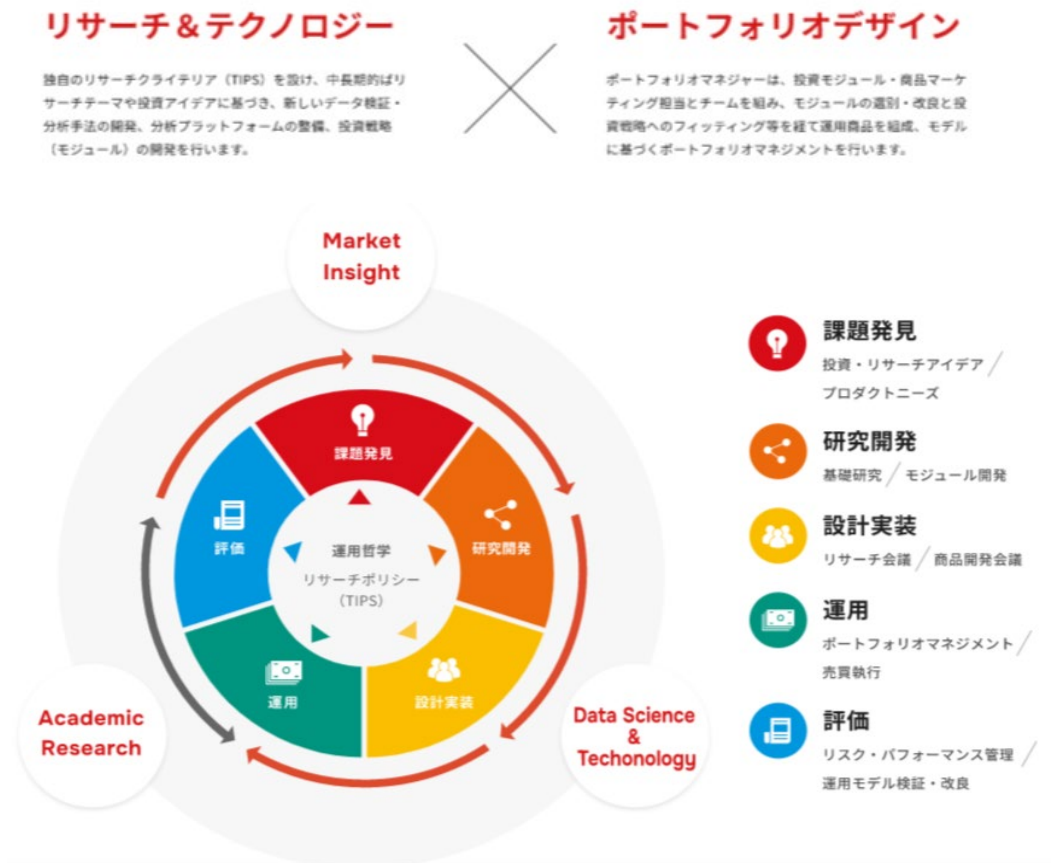 リサーチ＆テクノロジー
独自のリサーチクライテリア（TIPS）を設け、中長期的ばリ
サーチテーマや投資アイデアに基づき、新しいデータ検証・
分析手法の開発、分析プラットフォームの整備、投資戦略
（モジュール）の開発を行います。
ポートフォリオデザイン
ポートフォリオマネジャーは、投資モジュール・商品マーケ
ティング担当とチームを組み、モジュールの選別・改良と投
資戦略へのフィッティング等を経て運用商品を組成、モデル
に基づくポートフォリオマネジメントを行います。
Market
Insight
課題発見
研究開発
設計実装
運用
評価
運用哲学
リサーチポリシー
（TIPS）
Academic
Research
Data Science
&
Techonology
課題発見
投資・リサーチアイデア／
プロダクトニーズ
研究開発
基礎研究／モジュール開発
設計実装
リサーチ会議／商品開発会議
運用
ポートフォリオマネジメント／
売買執行
評価
リスク・パフォーマンス管理／
運用モデル検証・改良